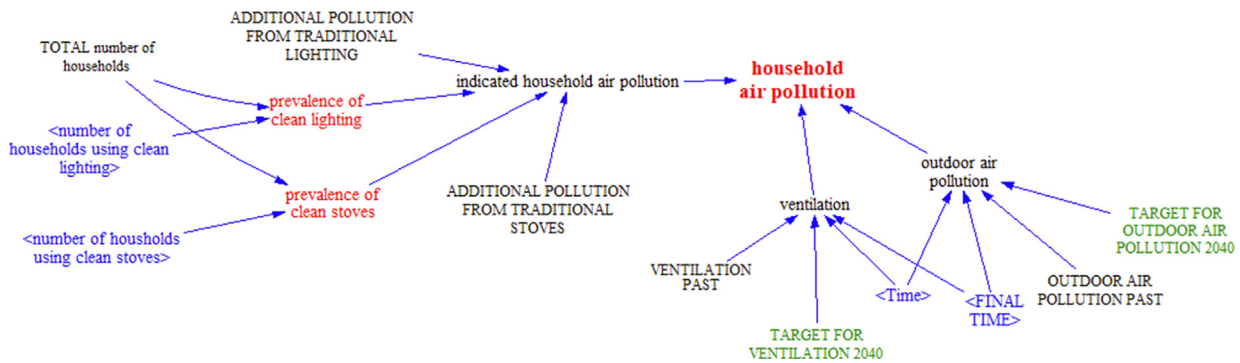 ADDITIONAL POLLUTION
FROM TRADITIONAL
LIGHTING
TOTAL number of
households
indicated household air pollution
household
air pollution
prevalence of
clean lighting
<number of
households using clean
lighting>
prevalence of
clean stoves
<number of housholds
using clean stoves>
ADDITIONAL POLLUTION
FROM TRADITIONAL
STOVES
outdoor air
pollution
ventilation
TARGET FOR
OUTDOOR AIR
POLLUTION 2040
VENTILATION
PAST
<Time>
<FINAL
TIME>
OUTDOOR AIR
POLLUTION PAST
TARGET FOR
VENTILATION 2040